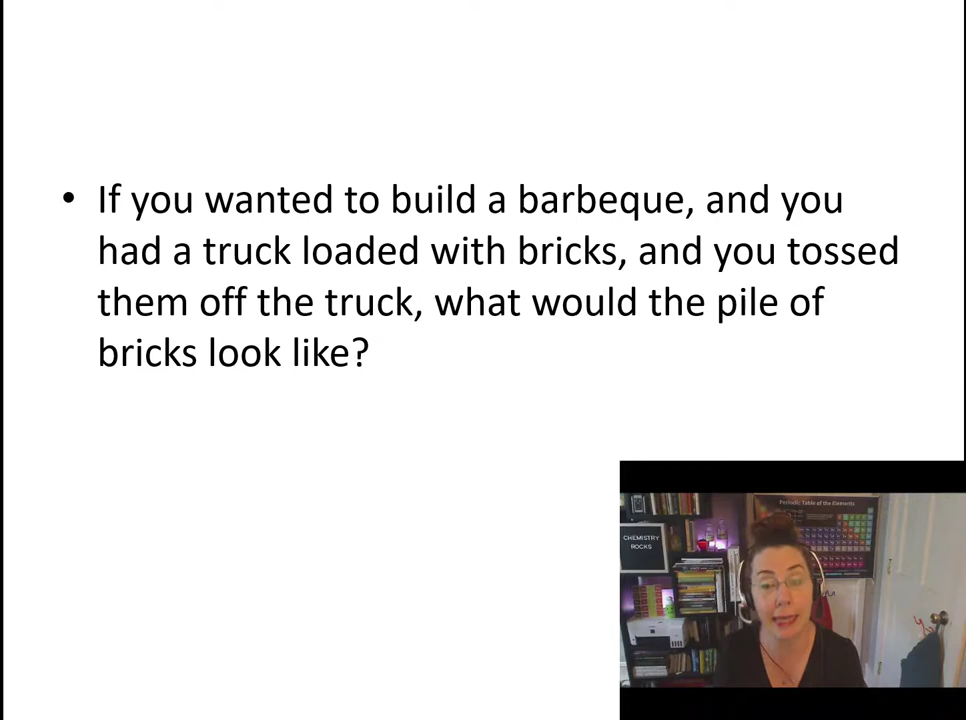 • If you wanted to build a barbeque, and you
had a truck loaded with bricks, and you tossed
them off the truck, what would the pile of
bricks look like?
Periodic Table of the Elements
CHEMISTRY
ROCKS